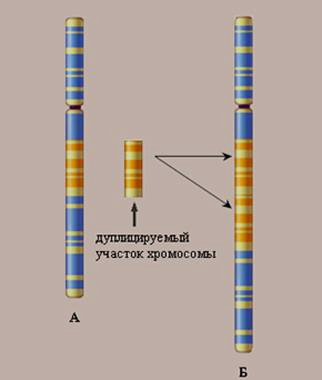 дуплицируемый
участок хромосомы
А
Б